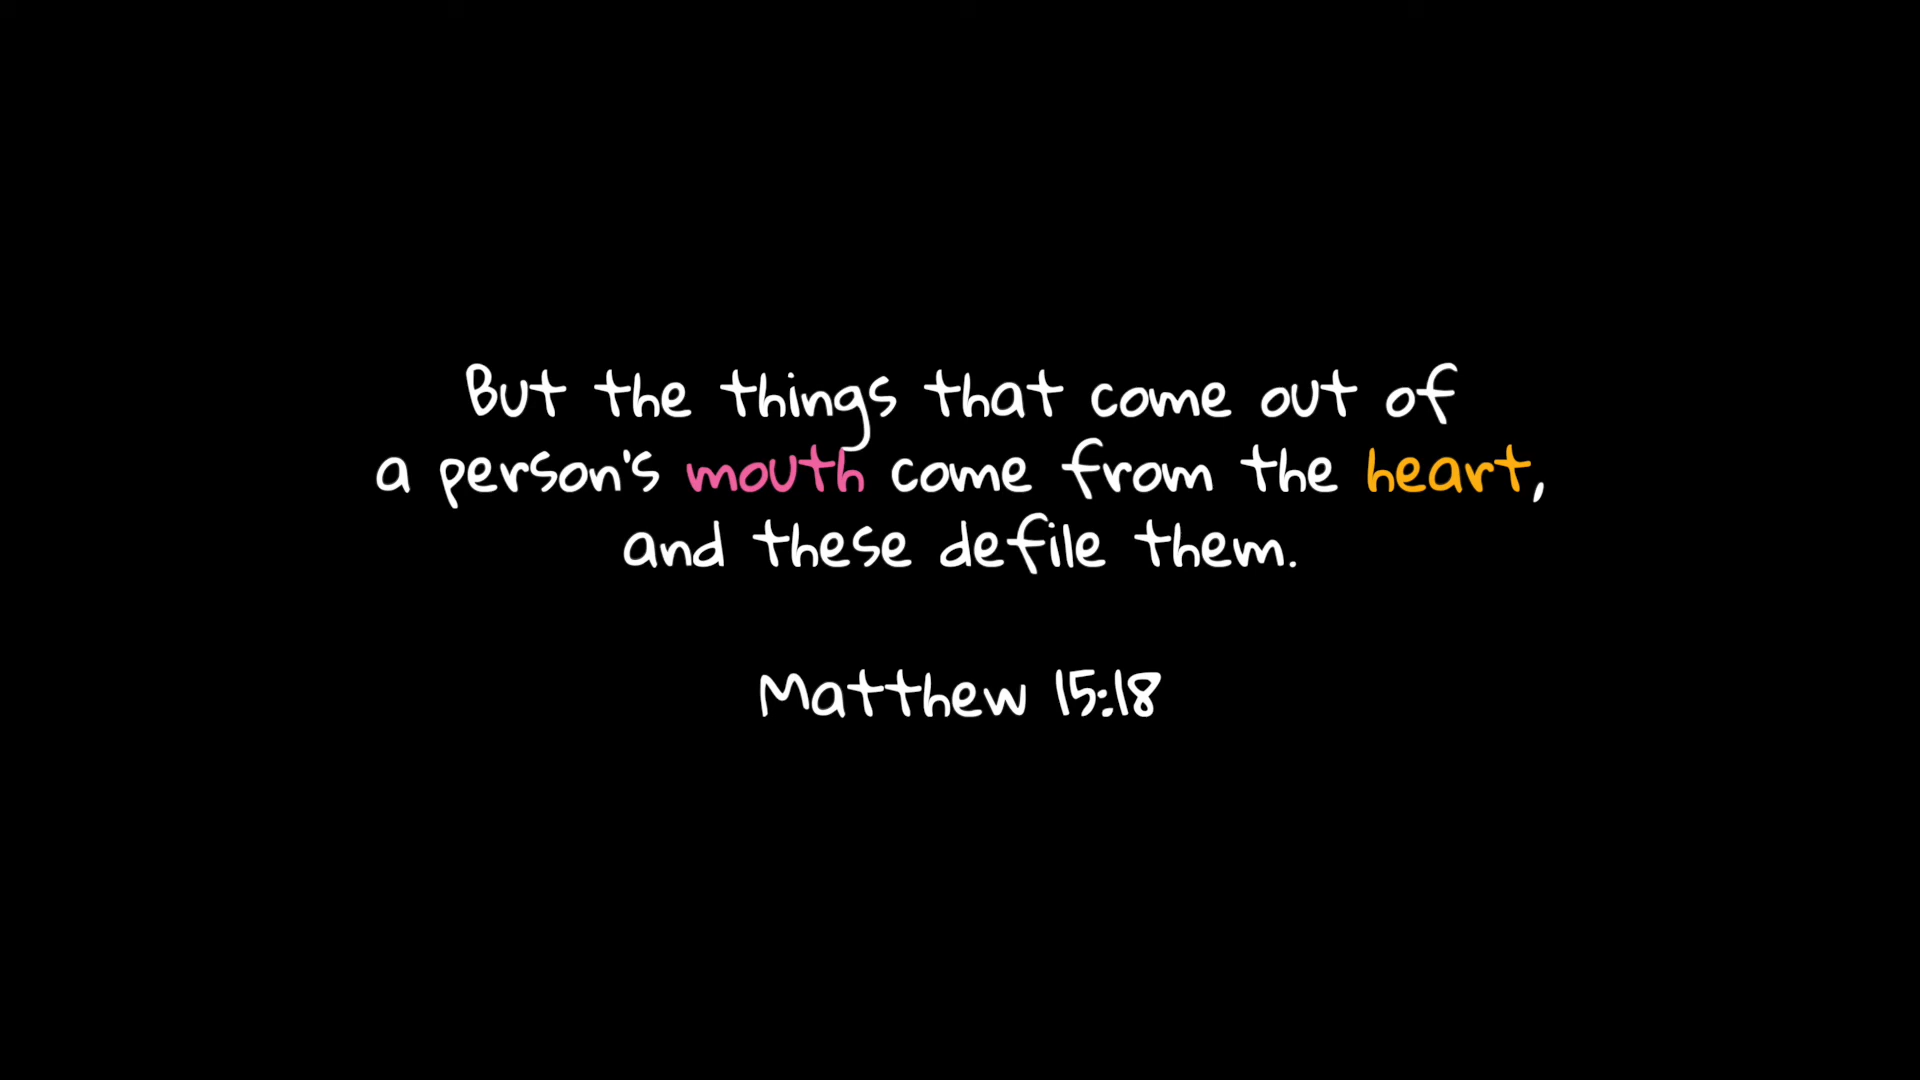 But the things that come out of
a person's mouth come from the heart,
and these defile them.
Matthew 15:18